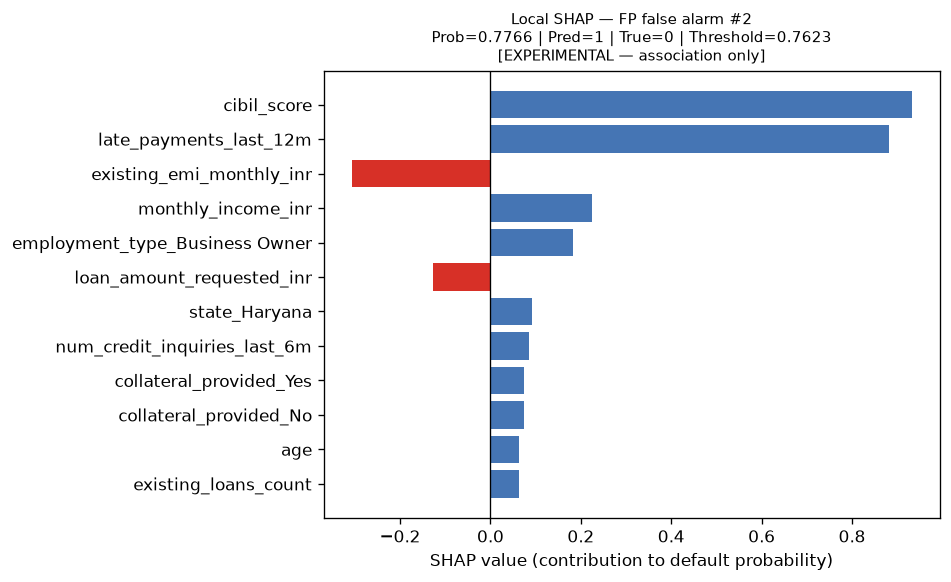 Local SHAP — FP false alarm #2
Prob=0.7766 | Pred=1 | True=0 | Threshold=0.7623
[EXPERIMENTAL — association only]
cibil_score
late_payments_last_12m
existing_emi_monthly_inr
monthly_income_inr
employment_type_Business Owner
loan_amount_requested_inr
state_Haryana
num_credit_inquiries_last_6m
collateral_provided_Yes
collateral_provided_No
age
existing_loans_count
−0.2 0.0 0.2 0.4 0.6 0.8
SHAP value (contribution to default probability)